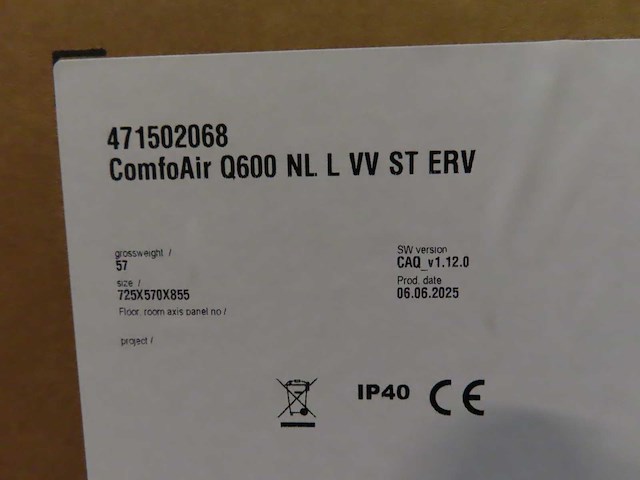 471502068
ComfoAir Q600 NL L VV ST ERV
grossweight /
57
size /
725X570X855
Floor room axis panel no /
project /
SW version
CAQ_v1.12.0
Prod. date
06.06.2025
IP40 CE